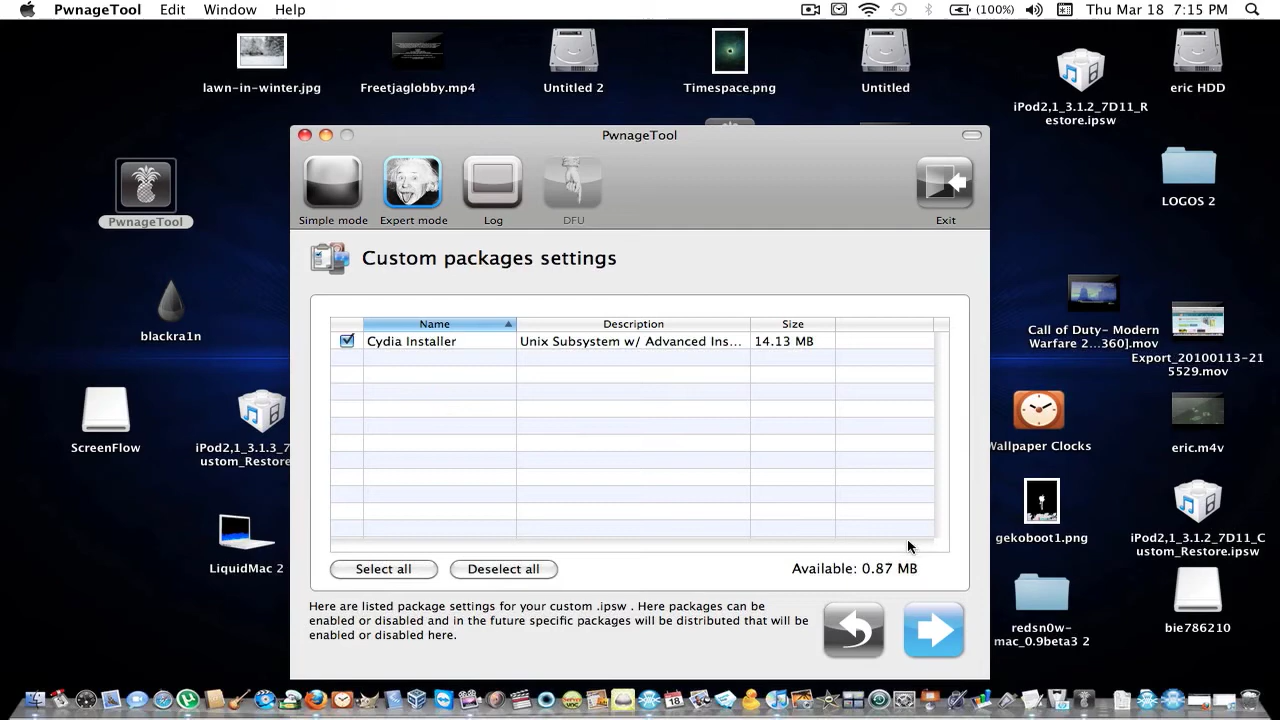 PwnageTool Edit Window Help
(100%) Thu Mar 18 7:15 PM
lawn-in-winter.jpg
Freetjaglobby.mp4
Untitled 2
Timespace.png
Untitled
iPod2,1_3.1.2_7D11_R
estore.ipsw
eric HDD
PwnageTool
LOGOS 2
blackra1n
Call of Duty- Modern
Warfare 2...360].mov
Export_20100113-21
5529.mov
ScreenFlow
iPod2,1_3.1.3_7
ustom_Restore
Wallpaper Clocks
eric.m4v
LiquidMac 2
gekoboot1.png
iPod2,1_3.1.2_7D11_C
ustom_Restore.ipsw
redsn0w-
mac_0.9beta3 2
bie786210
PwnageTool
Simple mode
Expert mode
Log
DFU
Exit
Custom packages settings
Name Description Size
Cydia Installer Unix Subsystem w/ Advanced Ins... 14.13 MB
Select all
Deselect all
Available: 0.87 MB
Here are listed package settings for your custom .ipsw . Here packages can be
enabled or disabled and in the future specific packages will be distributed that will be
enabled or disabled here.